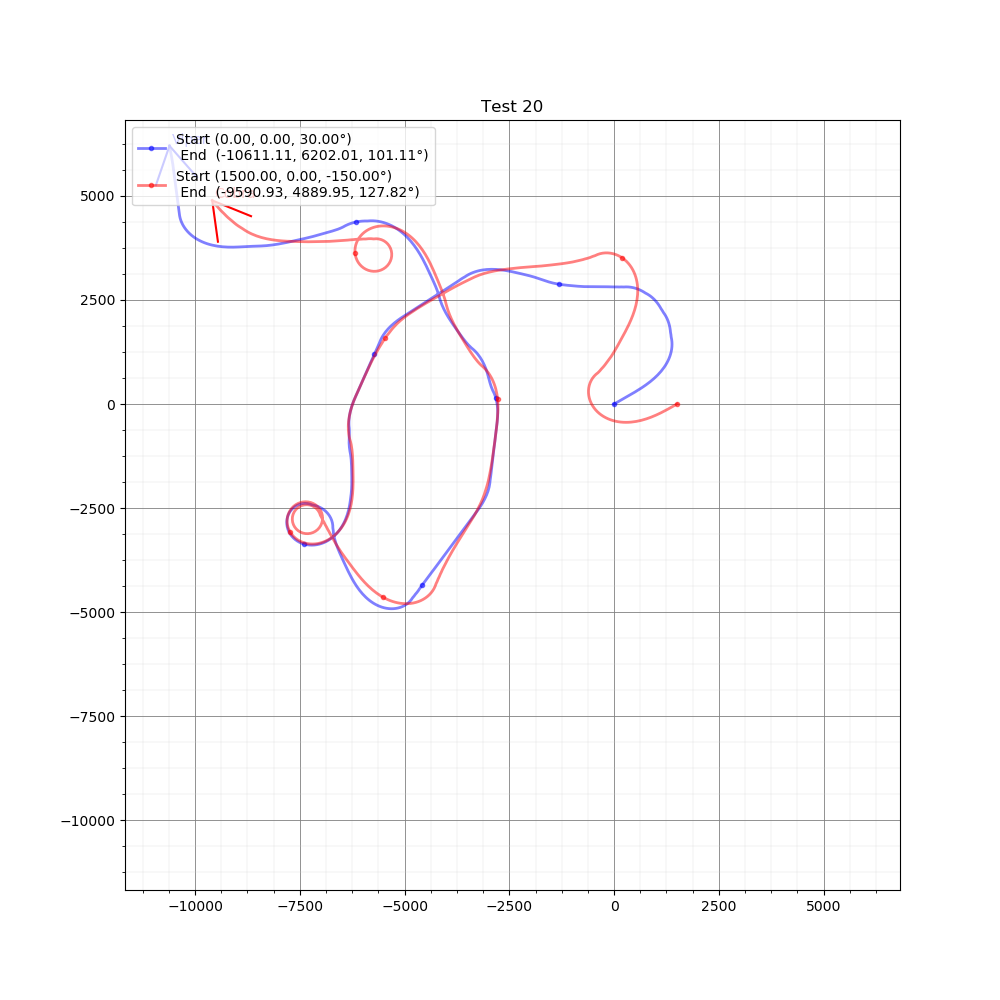 Test 20
Start (0.00, 0.00, 30.00°)
End (-10611.11, 6202.01, 101.11°)
Start (1500.00, 0.00, -150.00°)
End (-9590.93, 4889.95, 127.82°)
5000
2500
0
−2500
−5000
−7500
−10000
−10000 −7500 −5000 −2500 0 2500 5000